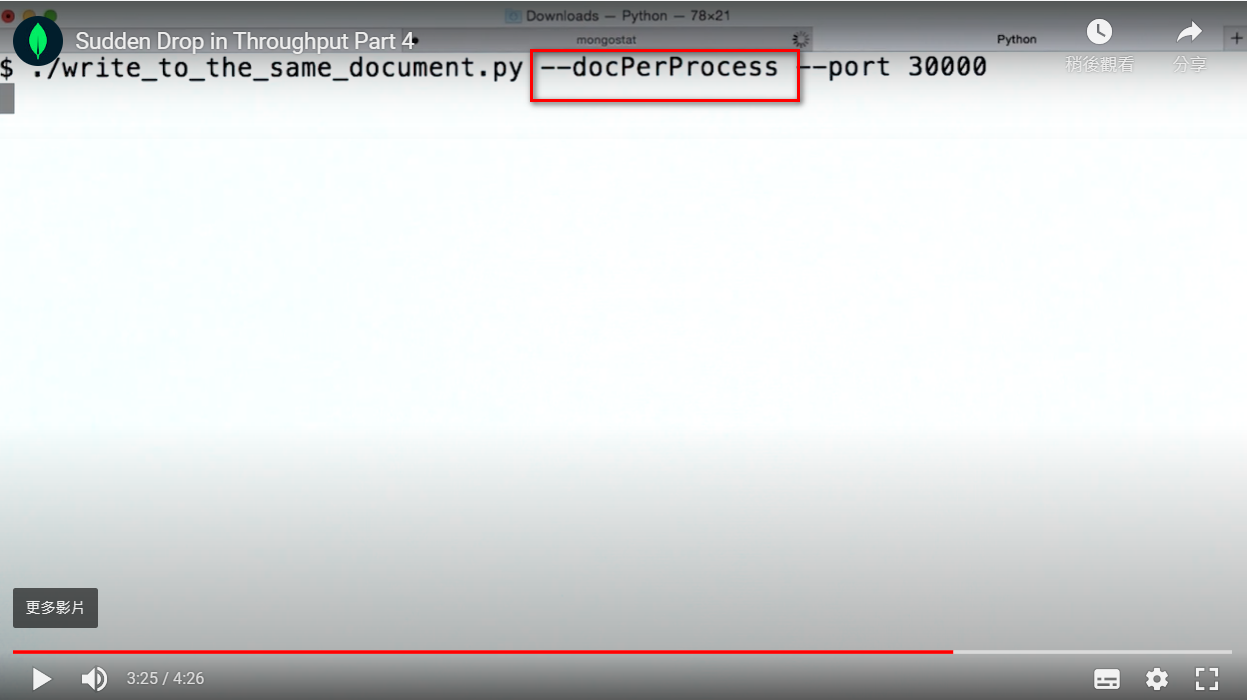 Downloads — Python — 78×21
Sudden Drop in Throughput Part 4
mongostat
Python
稍後觀看
分享
$ ./write_to_the_same_document.py --docPerProcess --port 30000
更多影片
3:25 / 4:26